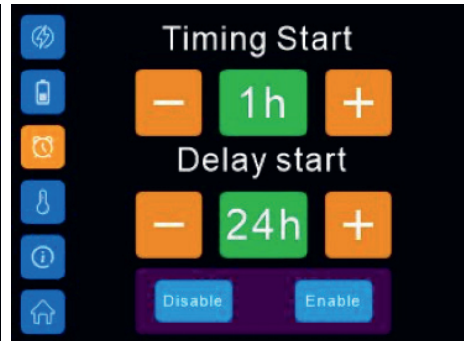 Timing Start
− 1h +
Delay start
− 24h +
Disable Enable